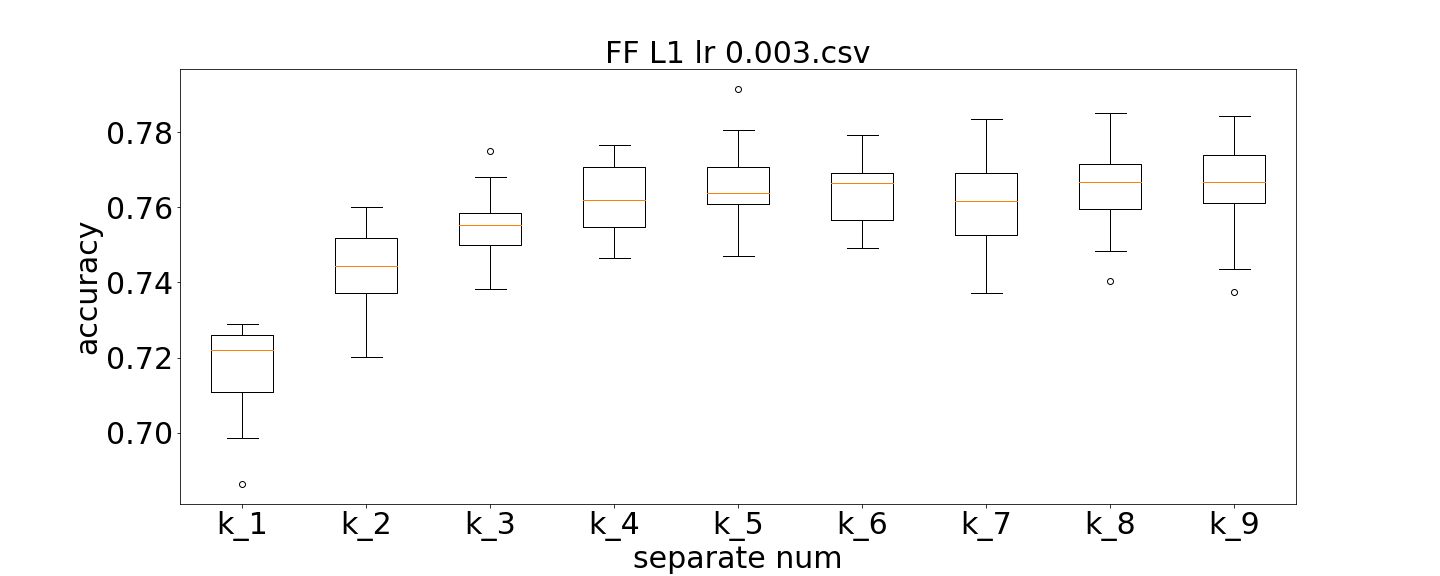 FF L1 lr 0.003.csv
accuracy
0.78
0.76
0.74
0.72
0.70
k_1 k_2 k_3 k_4 k_5 k_6 k_7 k_8 k_9
separate num